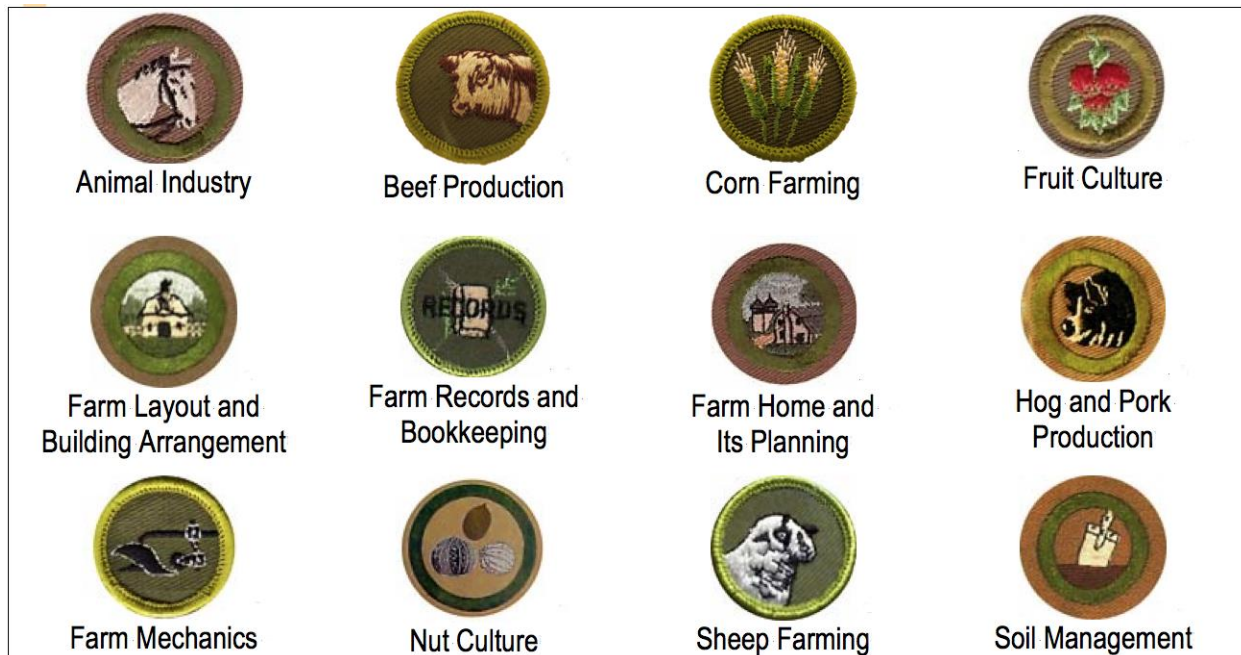 Animal Industry
Beef Production
Corn Farming
Fruit Culture
Farm Layout and
Building Arrangement
RECORDS
Farm Records and
Bookkeeping
Farm Home and
Its Planning
Hog and Pork
Production
Farm Mechanics
Nut Culture
Sheep Farming
Soil Management